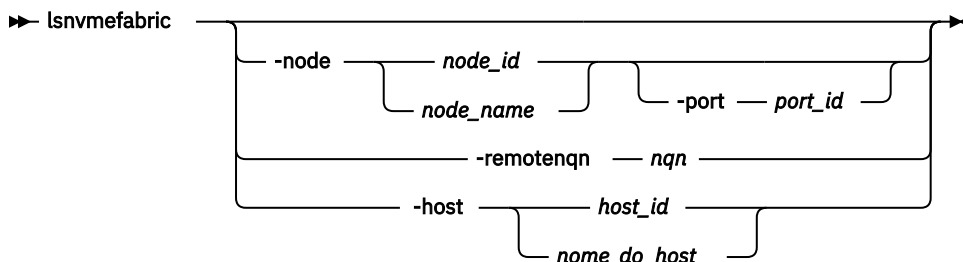 lsnvmefabric
-node node_id
node_name
-port port_id
-remotenqn nqn
-host host_id
nome_do_host